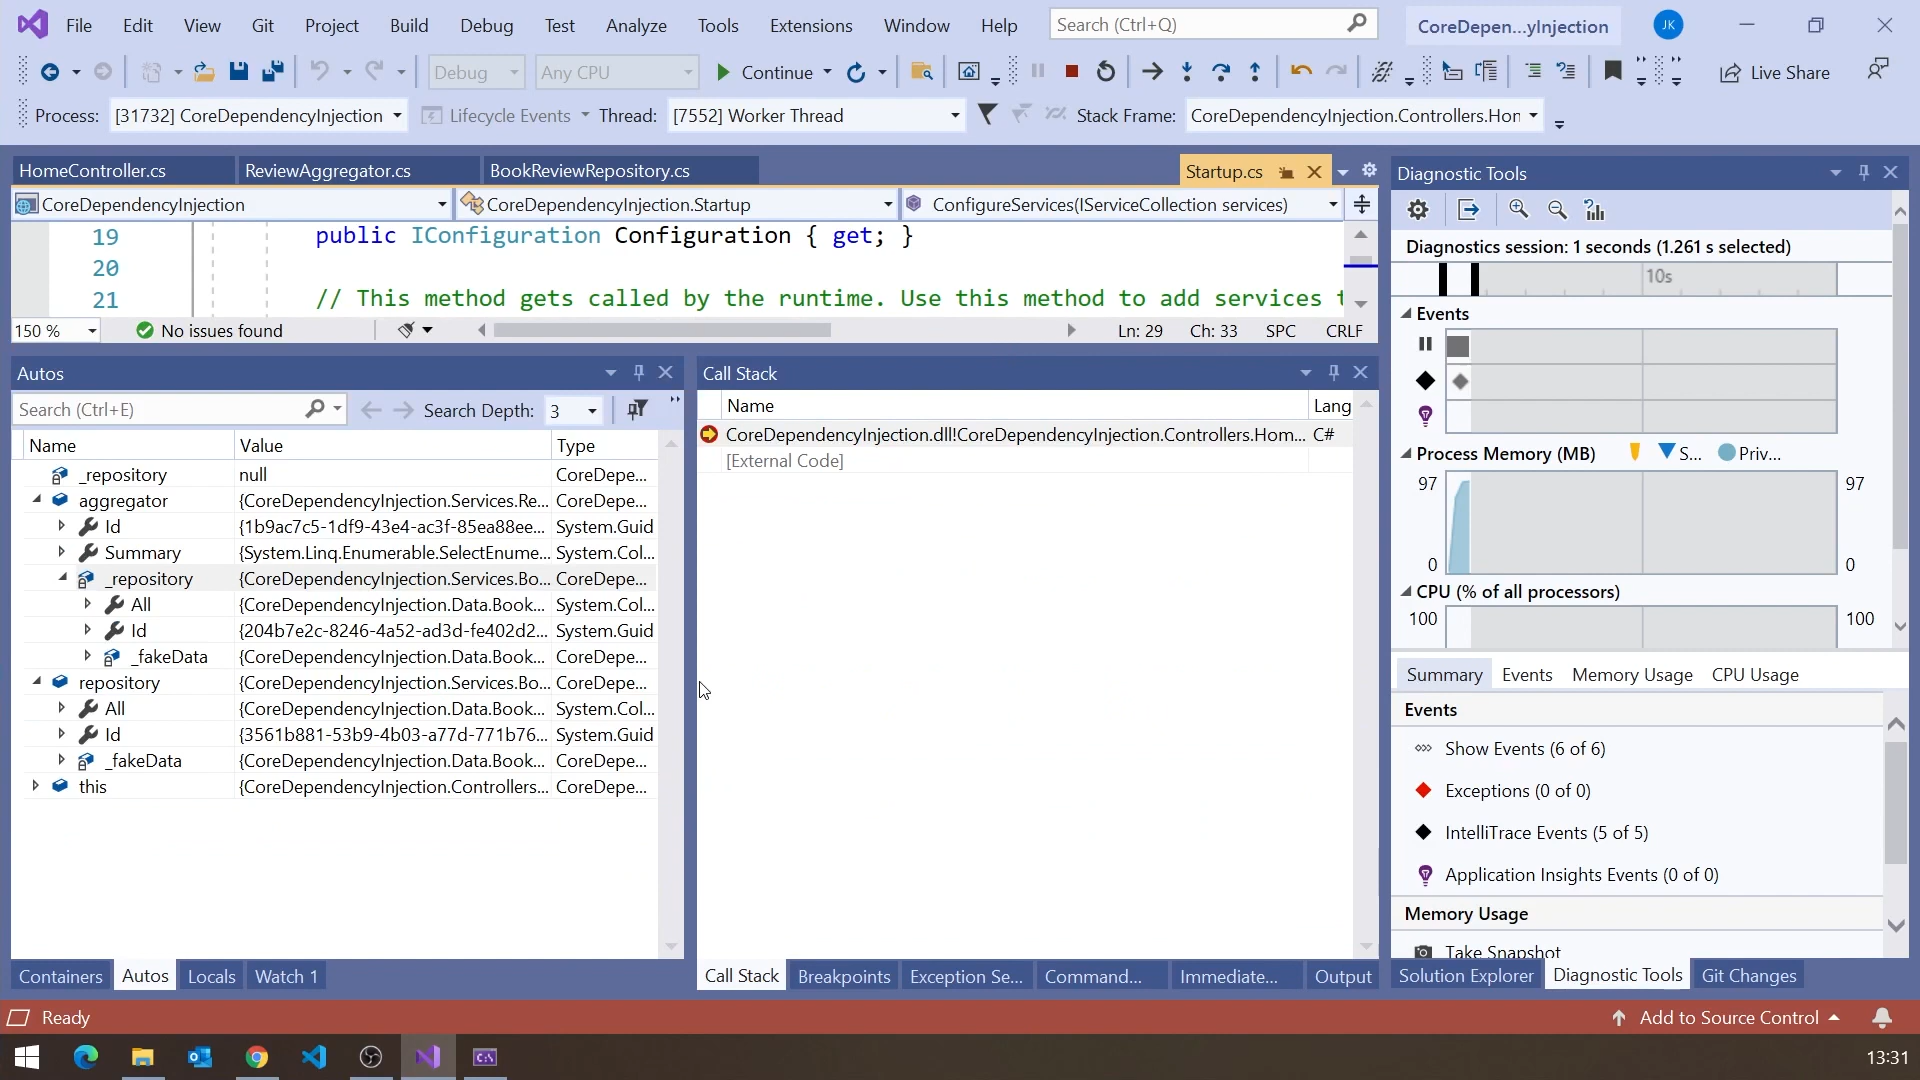 File Edit View Git Project Build Debug Test Analyze Tools Extensions Window Help Search (Ctrl+Q) CoreDepen...yInjection JK
Debug Any CPU Continue Live Share
Process: [31732] CoreDependencyInjection Lifecycle Events Thread: [7552] Worker Thread Stack Frame: CoreDependencyInjection.Controllers.Hon
HomeController.cs ReviewAggregator.cs BookReviewRepository.cs Startup.cs
CoreDependencyInjection CoreDependencyInjection.Startup ConfigureServices(IServiceCollection services)
19 public IConfiguration Configuration { get; }
20
21 // This method gets called by the runtime. Use this method to add services t
150 % No issues found Ln: 29 Ch: 33 SPC CRLF
Autos
Search (Ctrl+E) Search Depth: 3
Name Value Type
_repository null CoreDepe...
aggregator {CoreDependencyInjection.Services.Re... CoreDepe...
Id {1b9ac7c5-1df9-43e4-ac3f-85ea88ee... System.Guid
Summary {System.Linq.Enumerable.SelectEnume... System.Col...
_repository {CoreDependencyInjection.Services.Bo... CoreDepe...
All {CoreDependencyInjection.Data.Book... System.Col...
Id {204b7e2c-8246-4a52-ad3d-fe402d2... System.Guid
_fakeData {CoreDependencyInjection.Data.Book... CoreDepe...
repository {CoreDependencyInjection.Services.Bo... CoreDepe...
All {CoreDependencyInjection.Data.Book... System.Col...
Id {3561b881-53b9-4b03-a77d-771b76... System.Guid
_fakeData {CoreDependencyInjection.Data.Book... CoreDepe...
this {CoreDependencyInjection.Controllers... CoreDepe...
Containers Autos Locals Watch 1
Call Stack
Name Lang
CoreDependencyInjection.dll!CoreDependencyInjection.Controllers.Hom... C#
[External Code]
Call Stack Breakpoints Exception Se... Command... Immediate... Output
Diagnostic Tools
Diagnostics session: 1 seconds (1.261 s selected)
10s
Events
Process Memory (MB) S... Priv...
97 97
0 0
CPU (% of all processors)
100 100
Summary Events Memory Usage CPU Usage
Events
Show Events (6 of 6)
Exceptions (0 of 0)
IntelliTrace Events (5 of 5)
Application Insights Events (0 of 0)
Memory Usage
Take Snapshot
Solution Explorer Diagnostic Tools Git Changes
Ready Add to Source Control
13:31